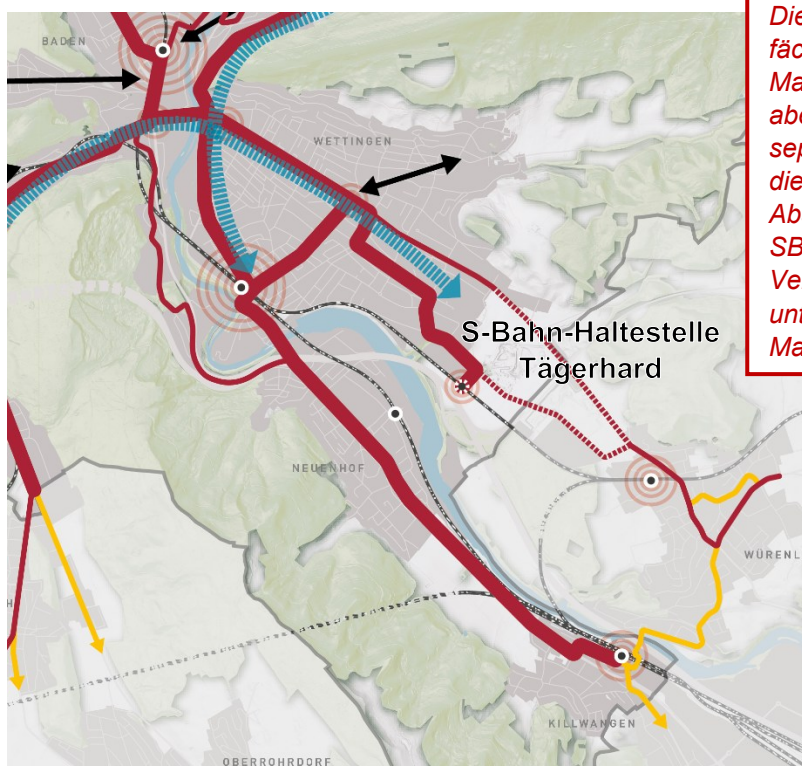 BADEN
WETTINGEN
S-Bahn-Haltestelle
Tägerhard
NEUENHOF
WÜRENL
KILLWANGEN
OBERROHRDORF
H
Die
fäc
Ma
abe
sep
die
Ab
SB
Ve
unt
Ma